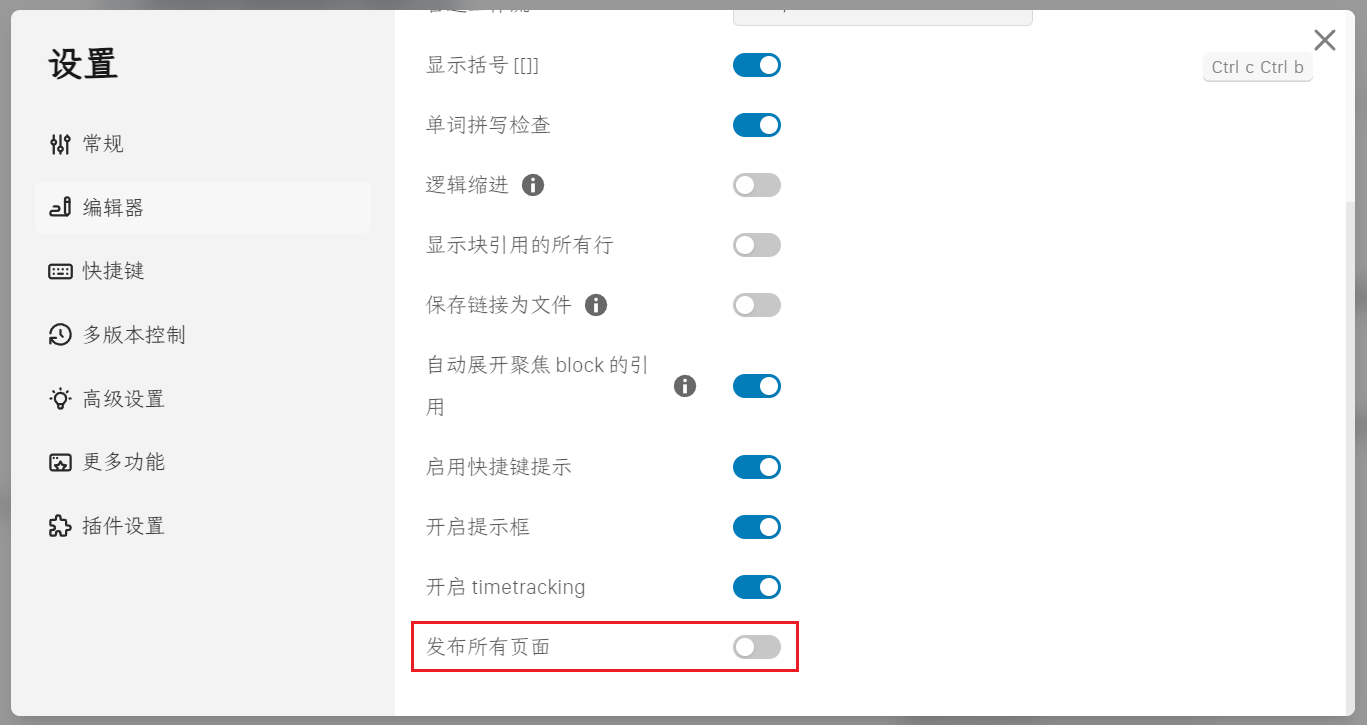 设置
常规
编辑器
快捷键
多版本控制
高级设置
更多功能
插件设置
显示括号 [[]]
Ctrl c Ctrl b
单词拼写检查
逻辑缩进
显示块引用的所有行
保存链接为文件
自动展开聚焦 block 的引
用
启用快捷键提示
开启提示框
开启 timetracking
发布所有页面